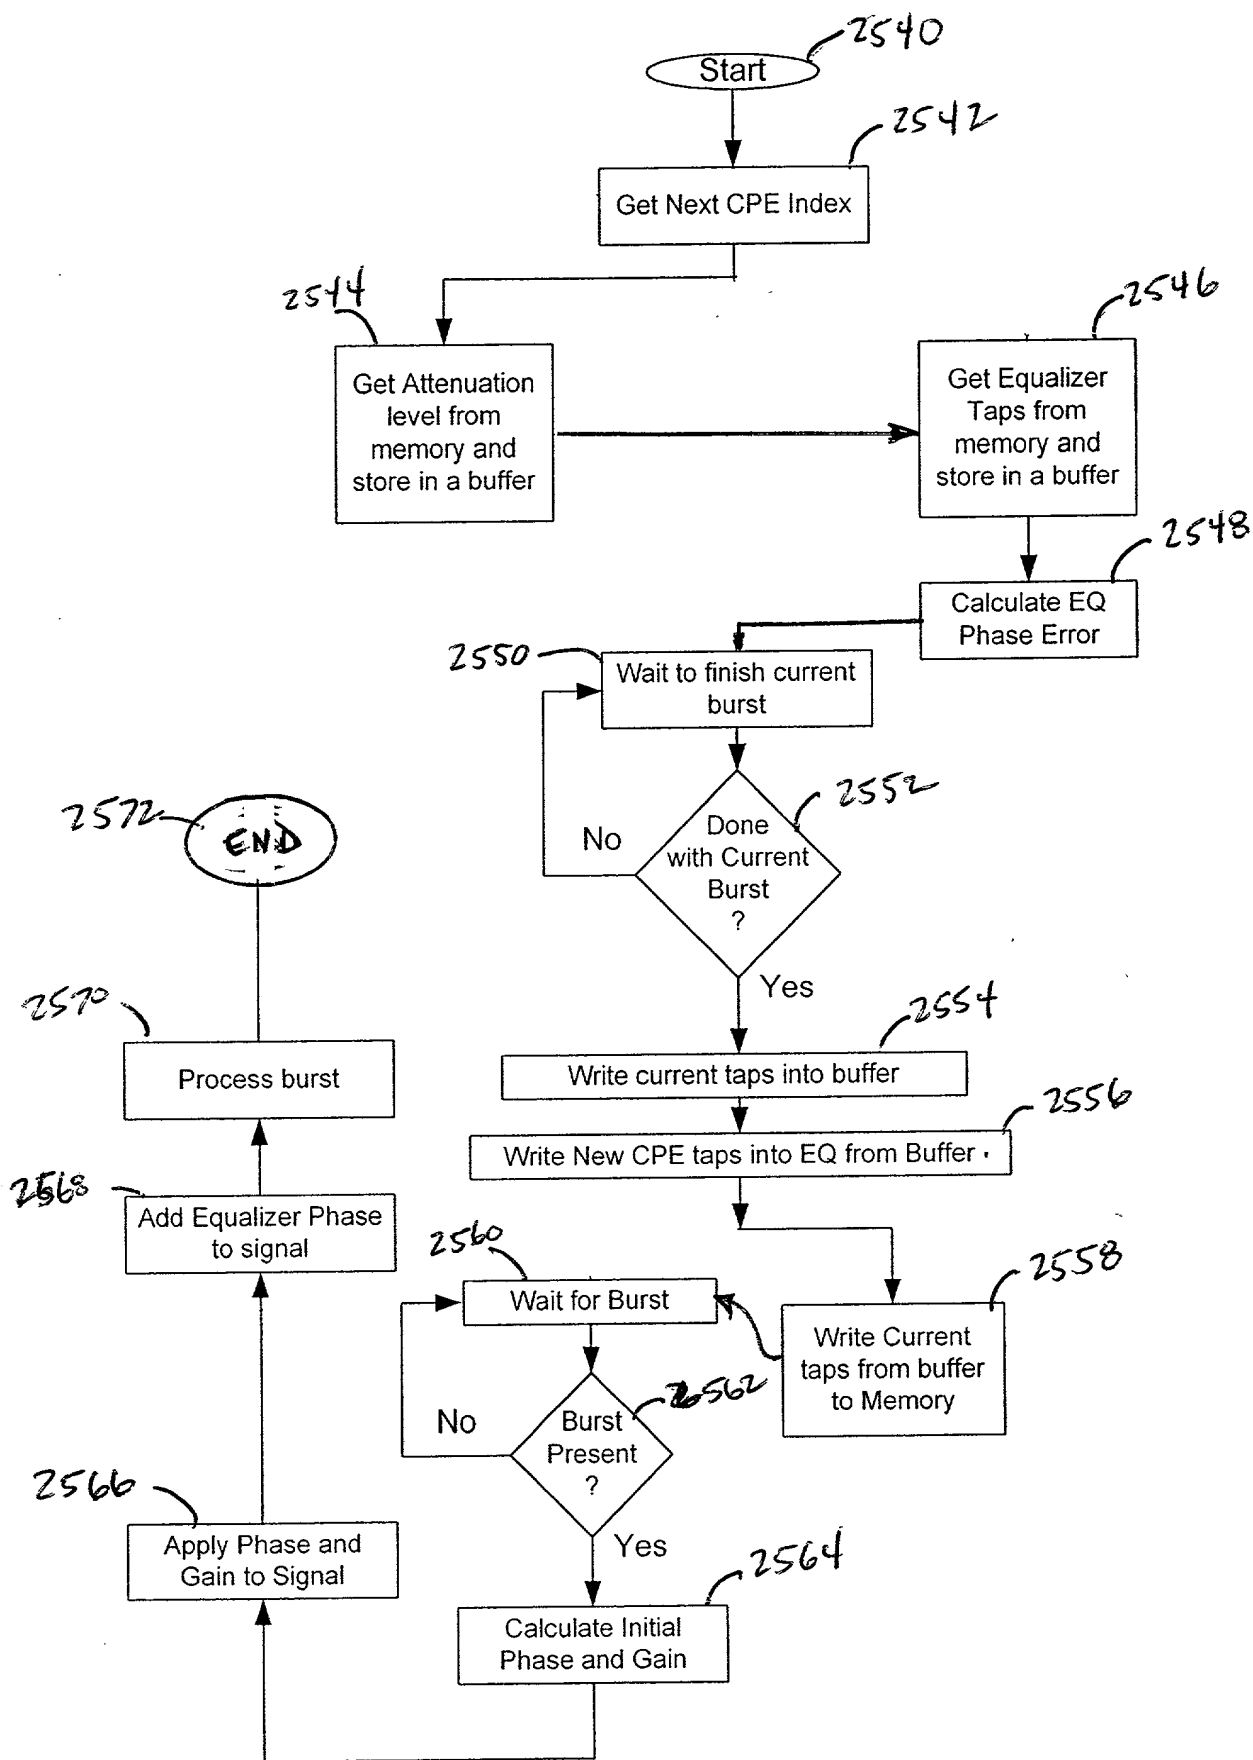 2540
Start
2542
Get Next CPE Index
2544
Get Attenuation
level from
memory and
store in a buffer
2546
Get Equalizer
Taps from
memory and
store in a buffer
2548
Calculate EQ
Phase Error
2550
Wait to finish current
burst
2552
Done
with Current
Burst
?
No
Yes
2554
Write current taps into buffer
2556
Write New CPE taps into EQ from Buffer .
2558
Write Current
taps from buffer
to Memory
2560
Wait for Burst
2562
Burst
Present
?
No
Yes
2564
Calculate Initial
Phase and Gain
2566
Apply Phase and
Gain to Signal
2568
Add Equalizer Phase
to signal
2570
Process burst
2572
END